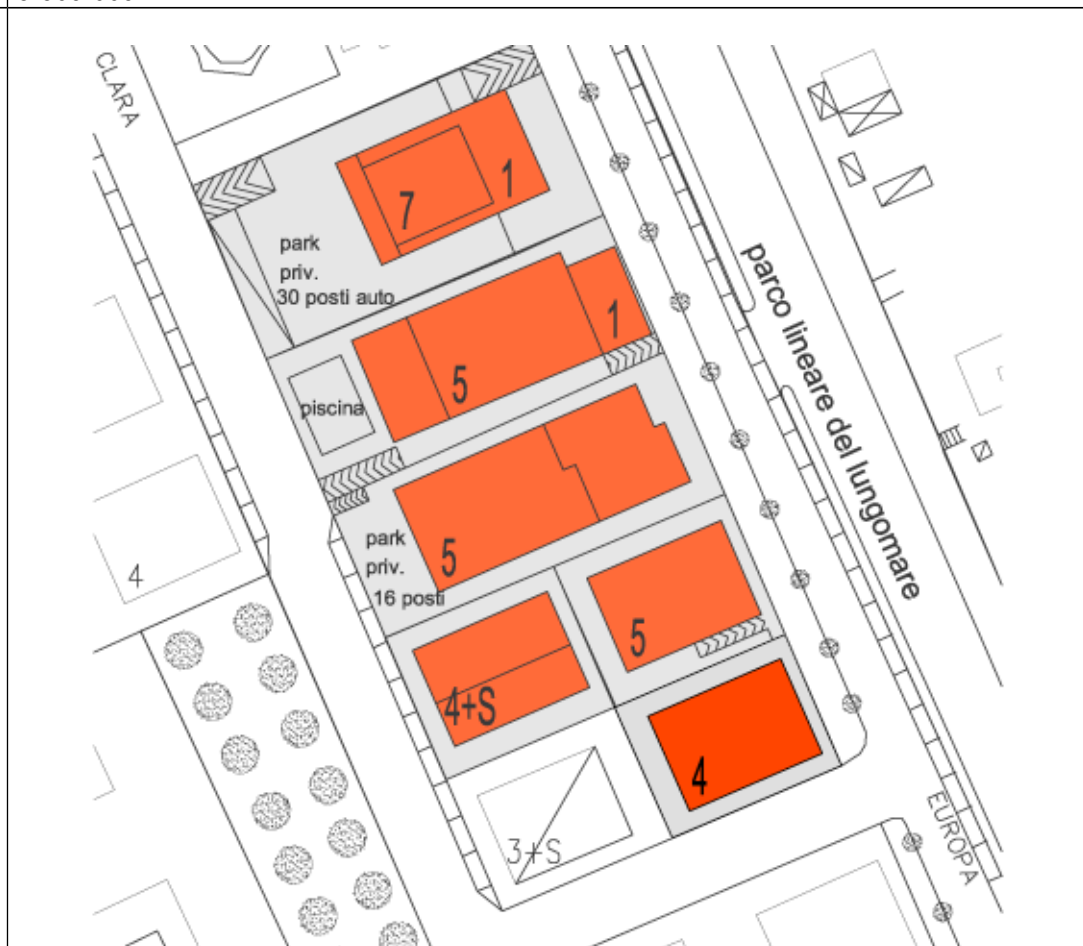 CLARA
7
1
park
priv.
30 posti auto
1
5
piscina
parco lineare del lungomare
park
priv.
16 posti
5
4
5
4+S
4
3+S
EUROPA